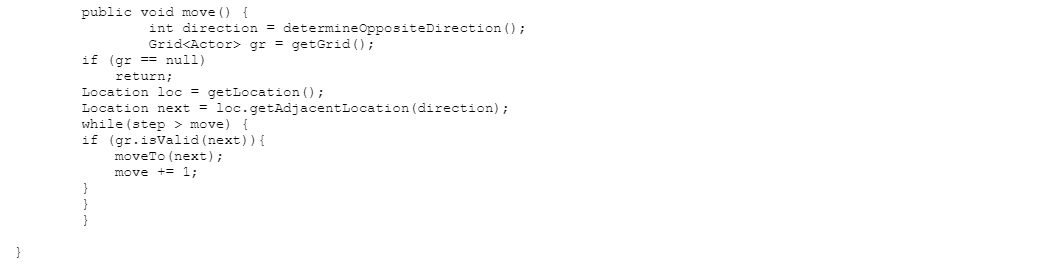 public void move() {
int direction = determineOppositeDirection();
Grid<Actor> gr = getGrid();
if (gr == null)
return;
Location loc = getLocation();
Location next = loc.getAdjacentLocation(direction);
while(step > move) {
if (gr.isValid(next)){
moveTo(next);
move += 1;
}
}
}
}